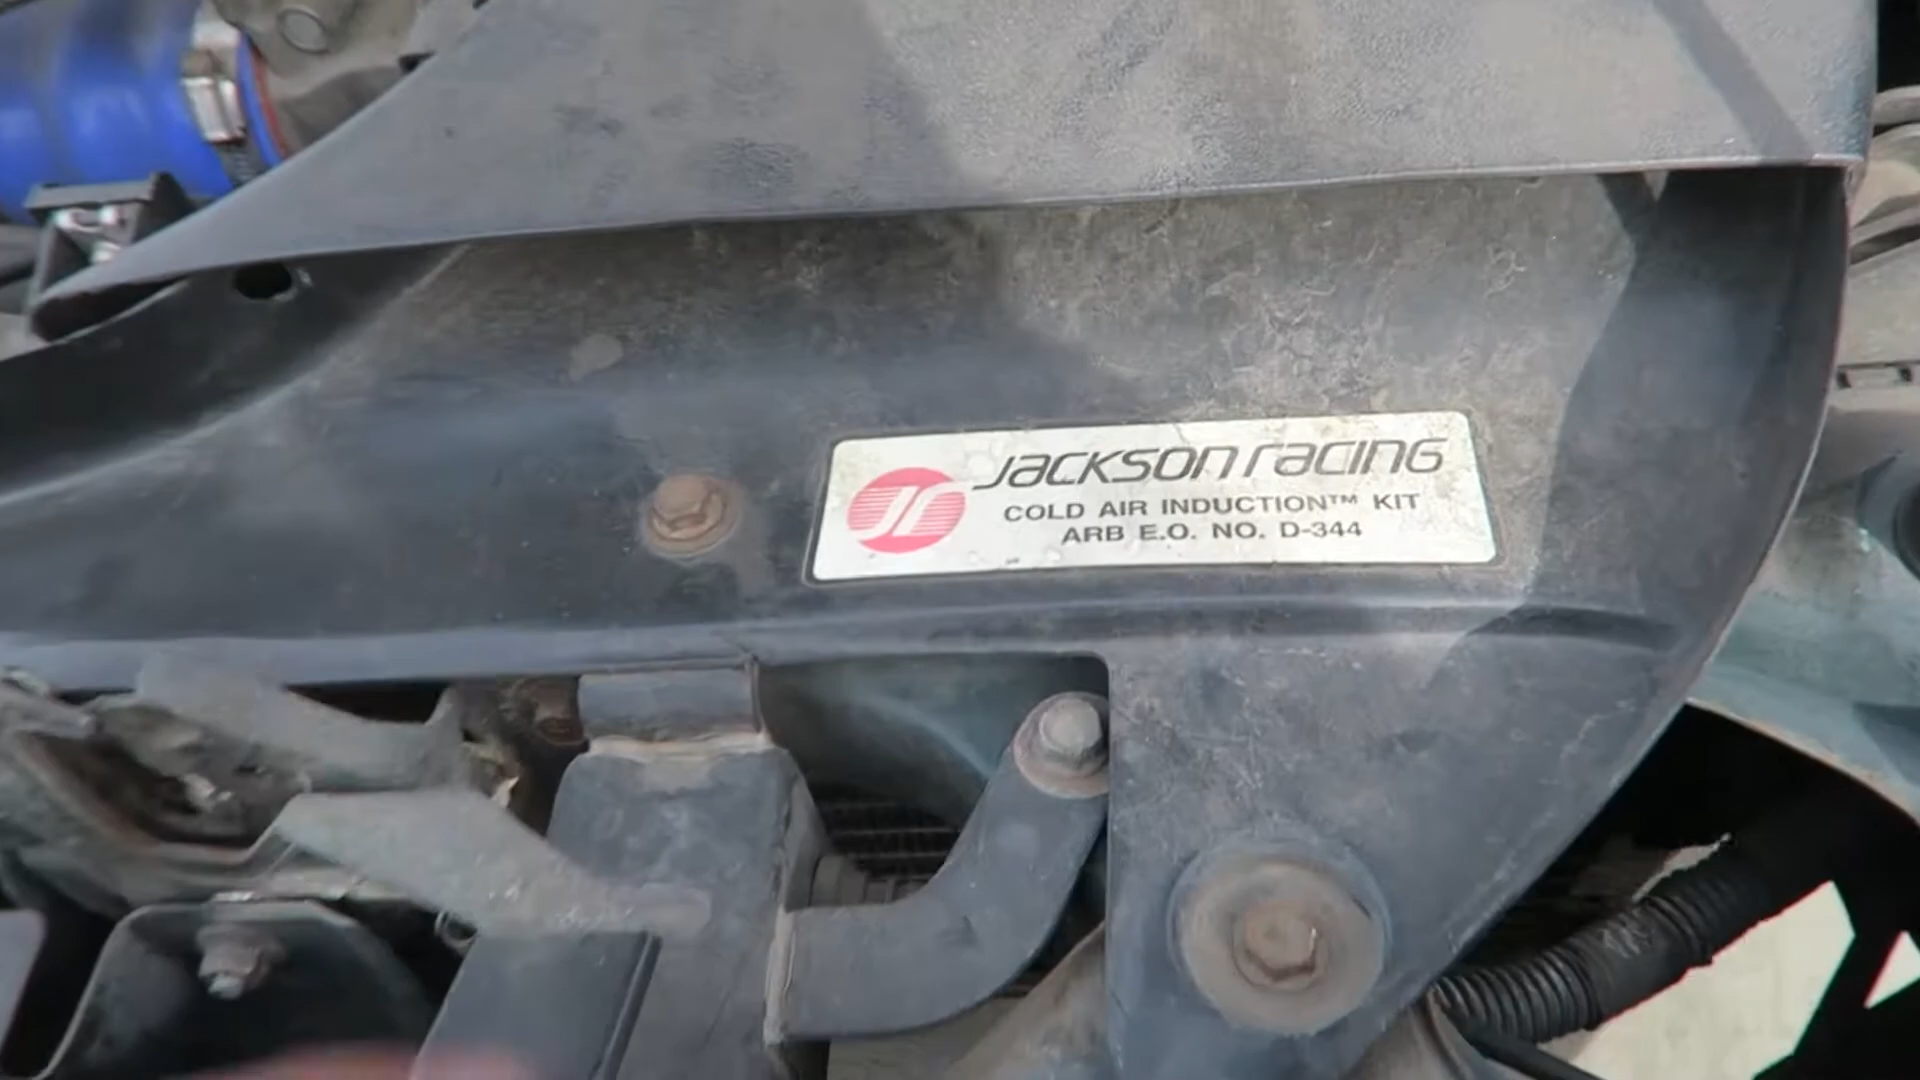 Jackson racing
COLD AIR INDUCTION™ KIT
ARB E.O. NO. D-344